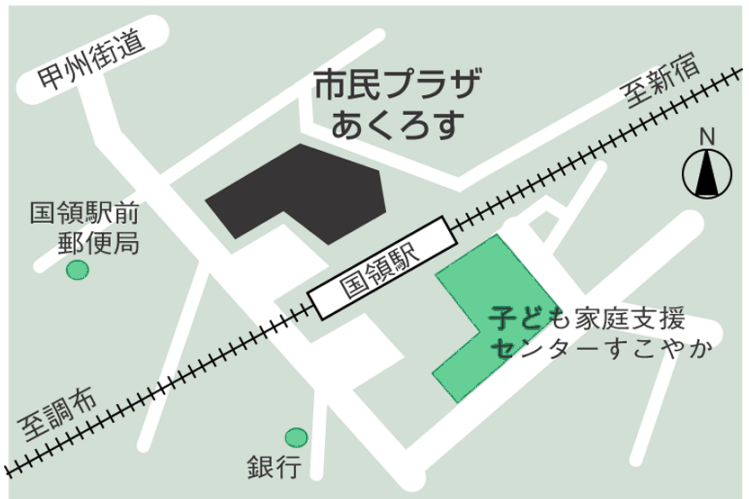 甲州街道
市民プラザ
あくろす
至新宿
N
国領駅前
郵便局
国領駅
子ども家庭支援
センターすこやか
至調布
銀行